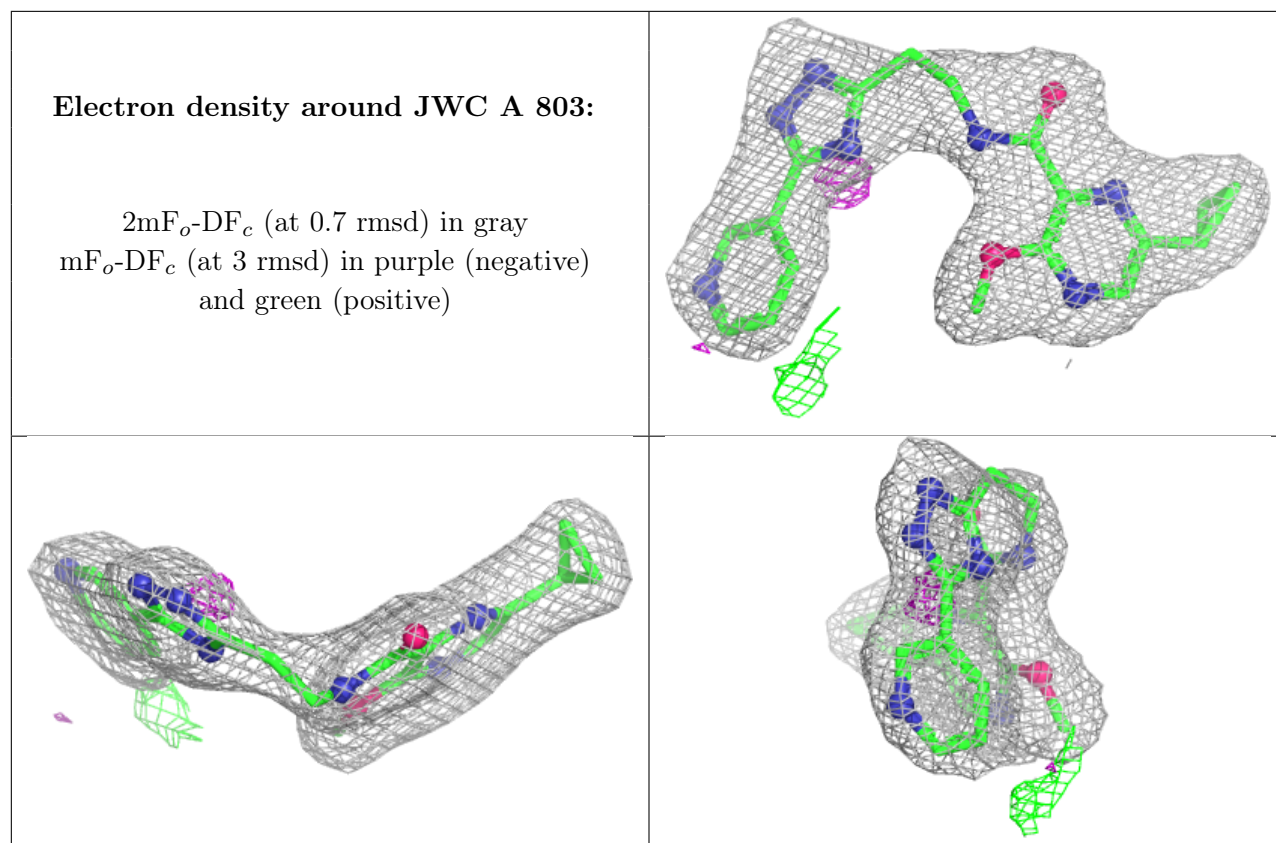 Electron density around JWC A 803:
2mFₒ-DF𝒸 (at 0.7 rmsd) in gray
mFₒ-DF𝒸 (at 3 rmsd) in purple (negative)
and green (positive)